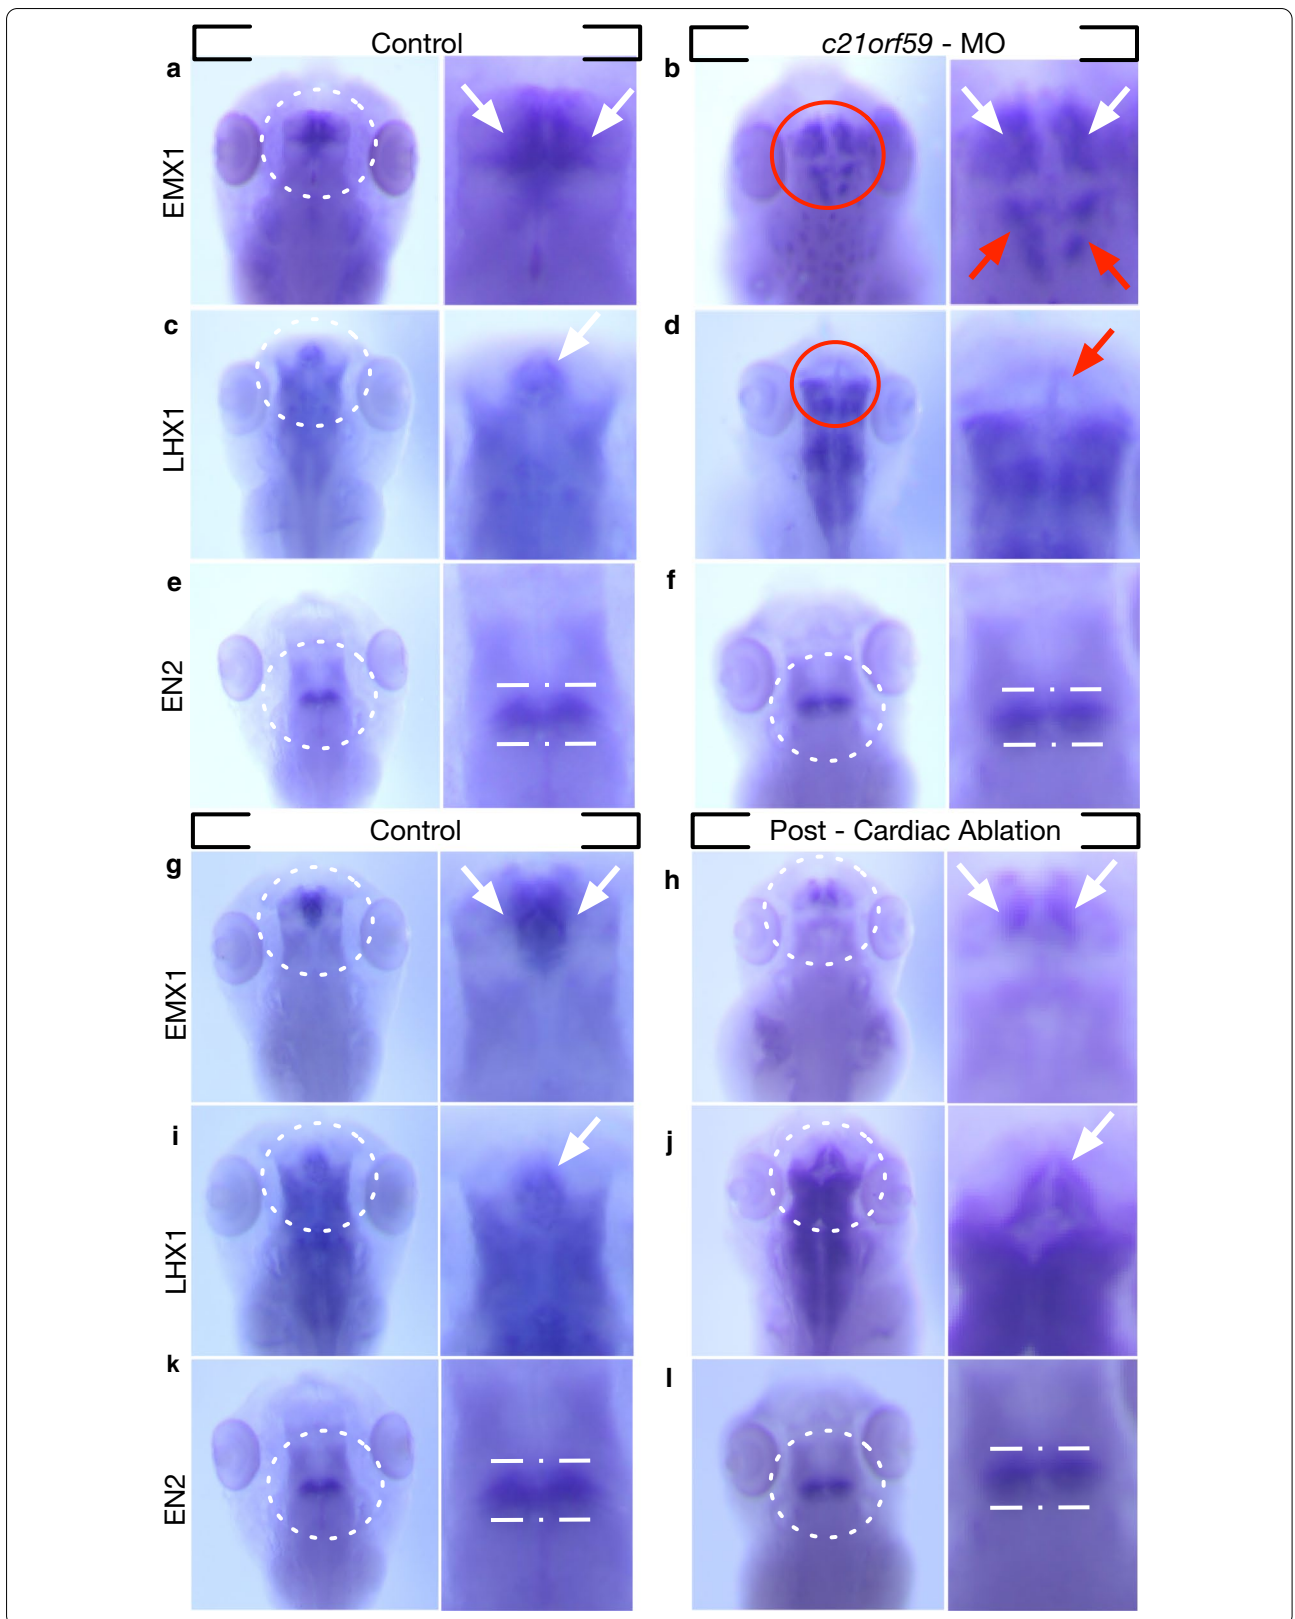 Control
c21orf59 - MO
a
b
EMX1
c
d
LHX1
e
f
EN2
Control
Post - Cardiac Ablation
g
h
EMX1
i
j
LHX1
k
l
EN2